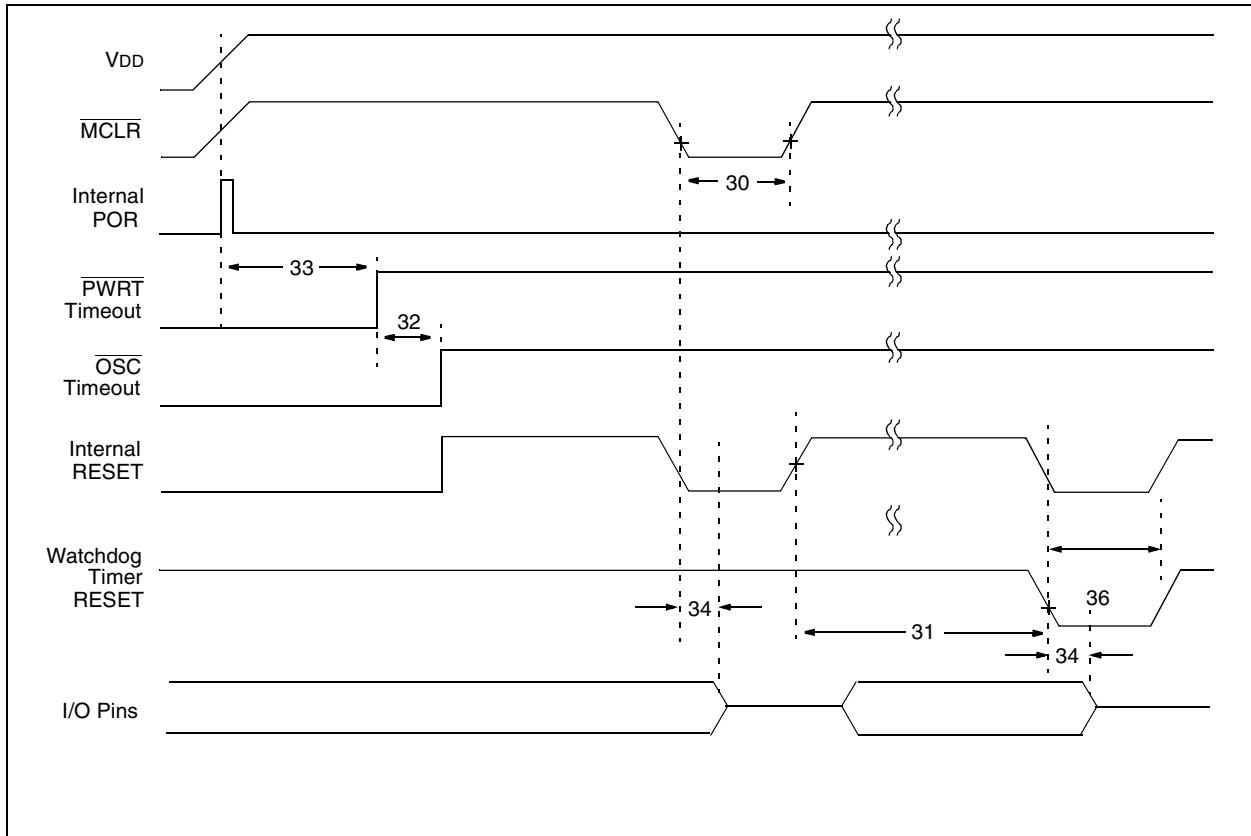 VDD
MCLR
30
Internal
POR
33
PWRT
Timeout
32
OSC
Timeout
Internal
RESET
Watchdog
Timer
RESET
36
34
31
34
I/O Pins